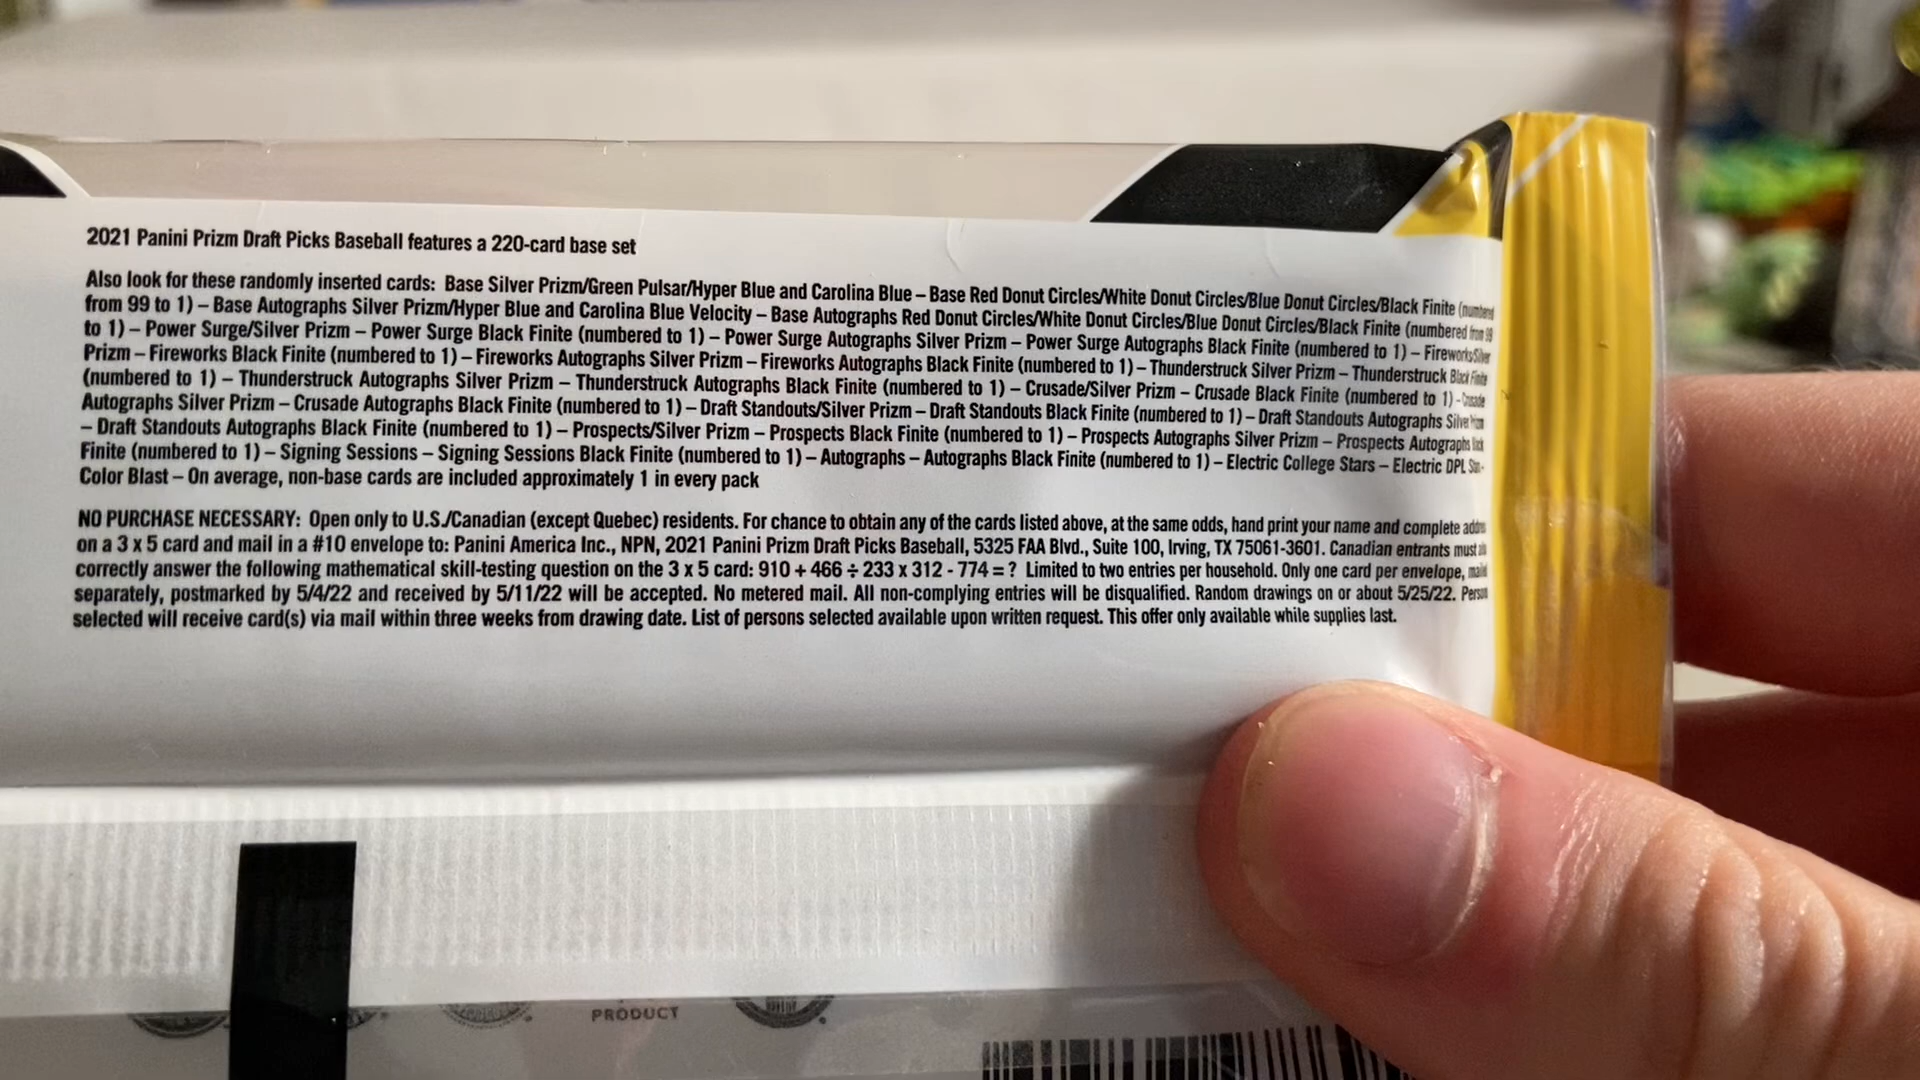 2021 Panini Prizm Draft Picks Baseball features a 220-card base set
Also look for these randomly inserted cards: Base Silver Prizm/Green Pulsar/Hyper Blue and Carolina Blue – Base Red Donut Circles/White Donut Circles/Blue Donut Circles/Black Finite (numbered
from 99 to 1) – Base Autographs Silver Prizm/Hyper Blue and Carolina Blue Velocity – Base Autographs Red Donut Circles/White Donut Circles/Blue Donut Circles/Black Finite (numbered from 99
to 1) – Power Surge/Silver Prizm – Power Surge Black Finite (numbered to 1) – Power Surge Autographs Silver Prizm – Power Surge Autographs Black Finite (numbered to 1) – Fireworks/Silver
Prizm – Fireworks Black Finite (numbered to 1) – Fireworks Autographs Silver Prizm – Fireworks Autographs Black Finite (numbered to 1) – Thunderstruck Silver Prizm – Thunderstruck Black Finite
(numbered to 1) – Thunderstruck Autographs Silver Prizm – Thunderstruck Autographs Black Finite (numbered to 1) – Crusade/Silver Prizm – Crusade Black Finite (numbered to 1) - Crusade
Autographs Silver Prizm – Crusade Autographs Black Finite (numbered to 1) – Draft Standouts/Silver Prizm – Draft Standouts Black Finite (numbered to 1) – Draft Standouts Autographs Silver Prizm
– Draft Standouts Autographs Black Finite (numbered to 1) – Prospects/Silver Prizm – Prospects Black Finite (numbered to 1) – Prospects Autographs Silver Prizm – Prospects Autographs Black
Finite (numbered to 1) – Signing Sessions – Signing Sessions Black Finite (numbered to 1) – Autographs – Autographs Black Finite (numbered to 1) – Electric College Stars – Electric DPL
Color Blast – On average, non-base cards are included approximately 1 in every pack
NO PURCHASE NECESSARY: Open only to U.S./Canadian (except Quebec) residents. For chance to obtain any of the cards listed above, at the same odds, hand print your name and complete
on a 3 x 5 card and mail in a #10 envelope to: Panini America Inc., NPN, 2021 Panini Prizm Draft Picks Baseball, 5325 FAA Blvd., Suite 100, Irving, TX 75061-3601. Canadian entrants must
correctly answer the following mathematical skill-testing question on the 3 x 5 card: 910 + 466 ÷ 233 x 312 - 774 = ? Limited to two entries per household. Only one card per envelope,
separately, postmarked by 5/4/22 and received by 5/11/22 will be accepted. No metered mail. All non-complying entries will be disqualified. Random drawings on or about 5/25/22.
selected will receive card(s) via mail within three weeks from drawing date. List of persons selected available upon written request. This offer only available while supplies last.
PRODUCT